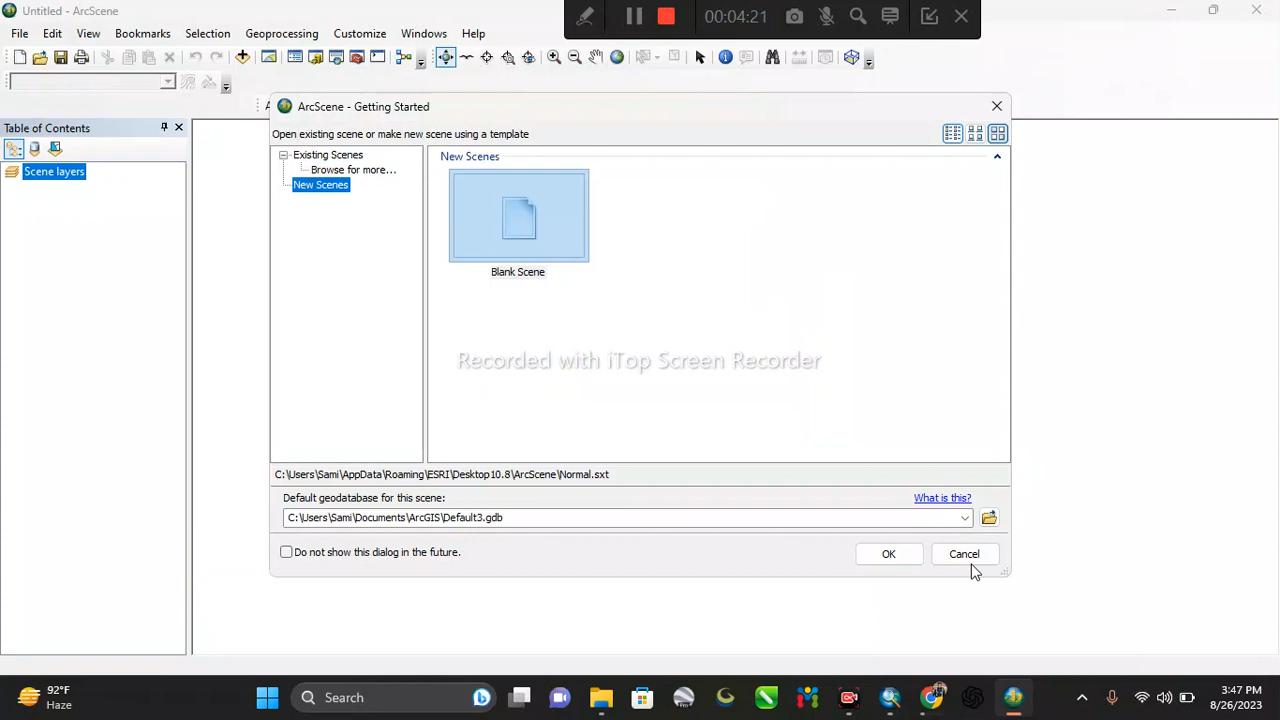 Untitled - ArcScene
00:04:21
File Edit View Bookmarks Selection Geoprocessing Customize Windows Help
Table of Contents
Scene layers
ArcScene - Getting Started
Open existing scene or make new scene using a template
Existing Scenes
Browse for more...
New Scenes
New Scenes
Blank Scene
Recorded with iTop Screen Recorder
C:\Users\Sami\AppData\Roaming\ESRI\Desktop10.8\ArcScene\Normal.sxt
Default geodatabase for this scene:
What is this?
C:\Users\Sami\Documents\ArcGIS\Default3.gdb
Do not show this dialog in the future.
OK
Cancel
92°F
Haze
Search
3:47 PM
8/26/2023